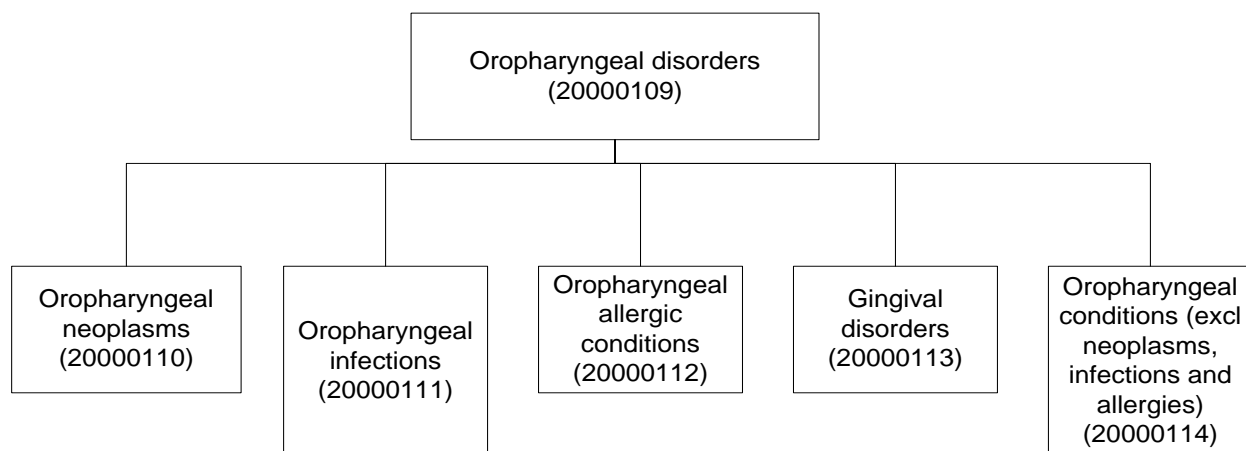 Oropharyngeal disorders
(20000109)
Oropharyngeal
neoplasms
(20000110)
Oropharyngeal
infections
(20000111)
Oropharyngeal
allergic
conditions
(20000112)
Gingival
disorders
(20000113)
Oropharyngeal
conditions (excl
neoplasms,
infections and
allergies)
(20000114)